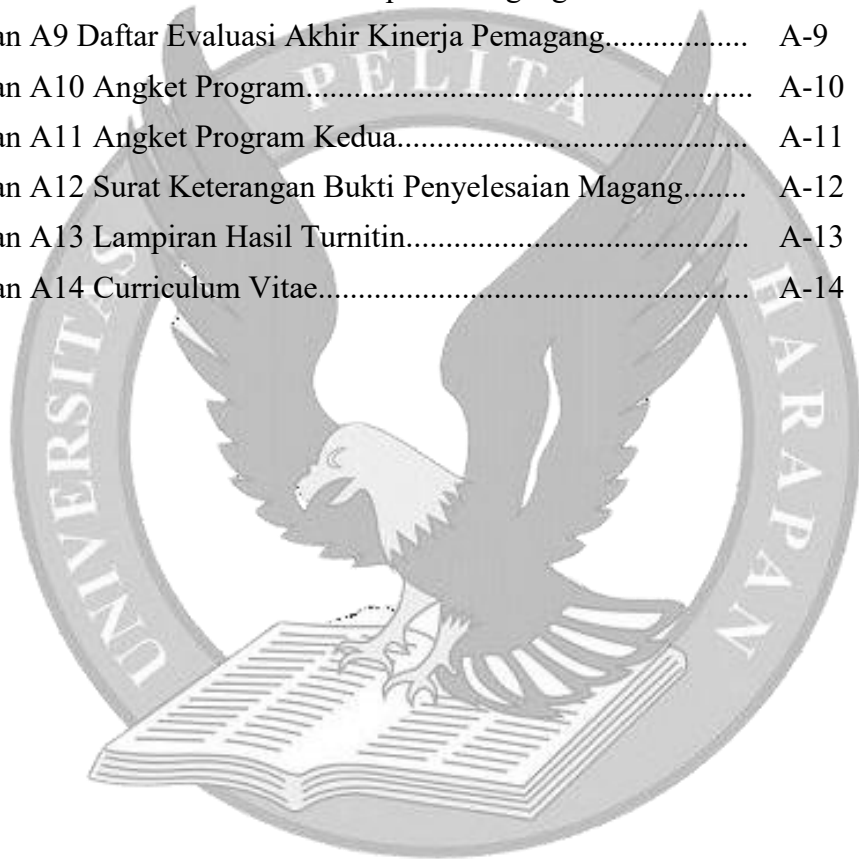 an A9 Daftar Evaluasi Akhir Kinerja Pemagang................. A-9
an A10 Angket Program.................................................. A-10
an A11 Angket Program Kedua....................................... A-11
an A12 Surat Keterangan Bukti Penyelesaian Magang....... A-12
an A13 Lampiran Hasil Turnitin...................................... A-13
an A14 Curriculum Vitae................................................ A-14
UNIVERSITAS PELITA HARAPAN